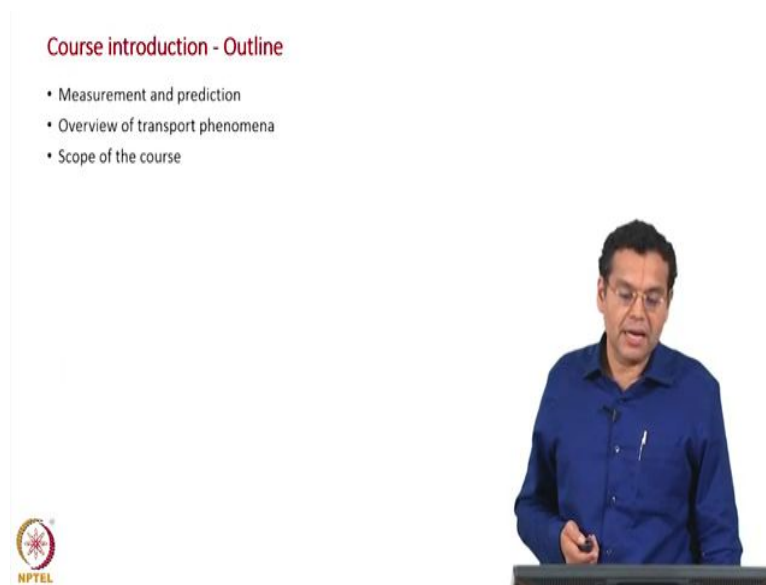 Course introduction - Outline
• Measurement and prediction
• Overview of transport phenomena
• Scope of the course
NPTEL